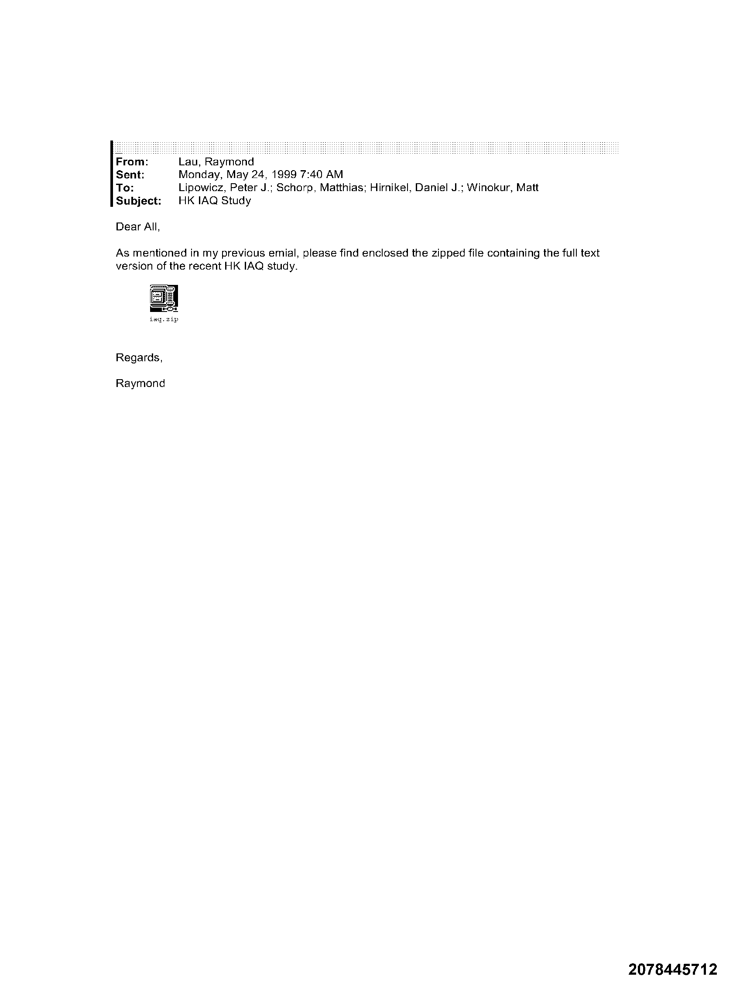 From: Lau, Raymond
Sent: Monday, May 24, 1999 7:40 AM
To: Lipowicz, Peter J.; Schorp, Matthias; Hirnikel, Daniel J.; Winokur, Matt
Subject: HK IAQ Study
Dear All,
As mentioned in my previous emial, please find enclosed the zipped file containing the full text
version of the recent HK IAQ study.
iaq.zip
Regards,
Raymond
2078445712